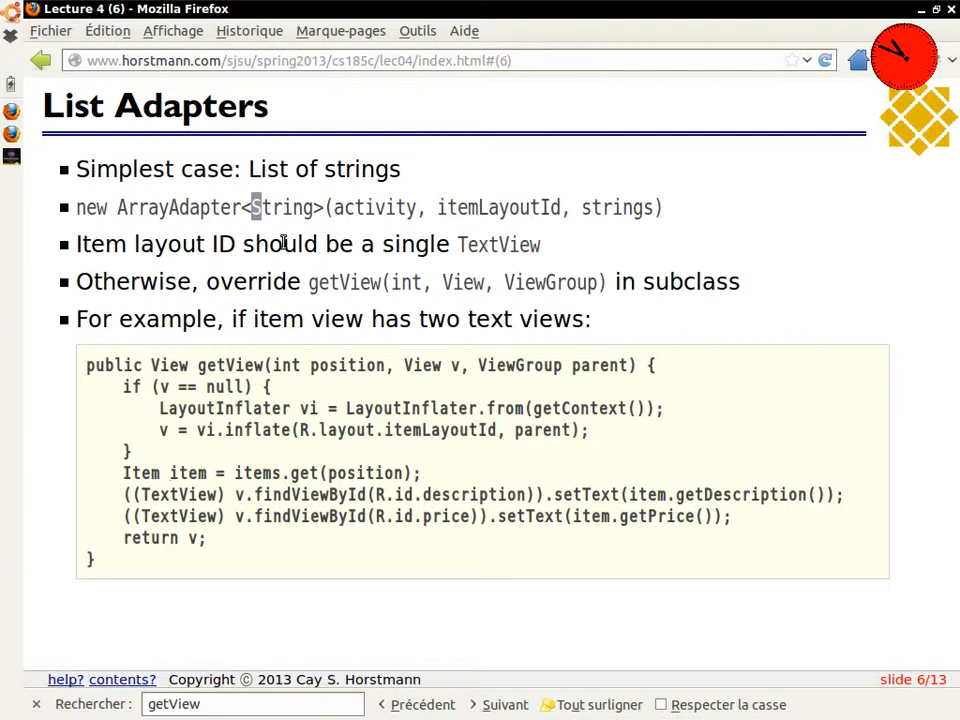 Lecture 4 (6) - Mozilla Firefox
Fichier Édition Affichage Historique Marque-pages Outils Aide
www.horstmann.com/sjsu/spring2013/cs185c/lec04/index.html#(6)
List Adapters
Simplest case: List of strings
new ArrayAdapter<String>(activity, itemLayoutId, strings)
Item layout ID should be a single TextView
Otherwise, override getView(int, View, ViewGroup) in subclass
For example, if item view has two text views:
public View getView(int position, View v, ViewGroup parent) {
if (v == null) {
LayoutInflater vi = LayoutInflater.from(getContext());
v = vi.inflate(R.layout.itemLayoutId, parent);
}
Item item = items.get(position);
((TextView) v.findViewById(R.id.description)).setText(item.getDescription());
((TextView) v.findViewById(R.id.price)).setText(item.getPrice());
return v;
}
help? contents? Copyright © 2013 Cay S. Horstmann slide 6/13
Rechercher : getView Précédent Suivant Tout surligner Respecter la casse